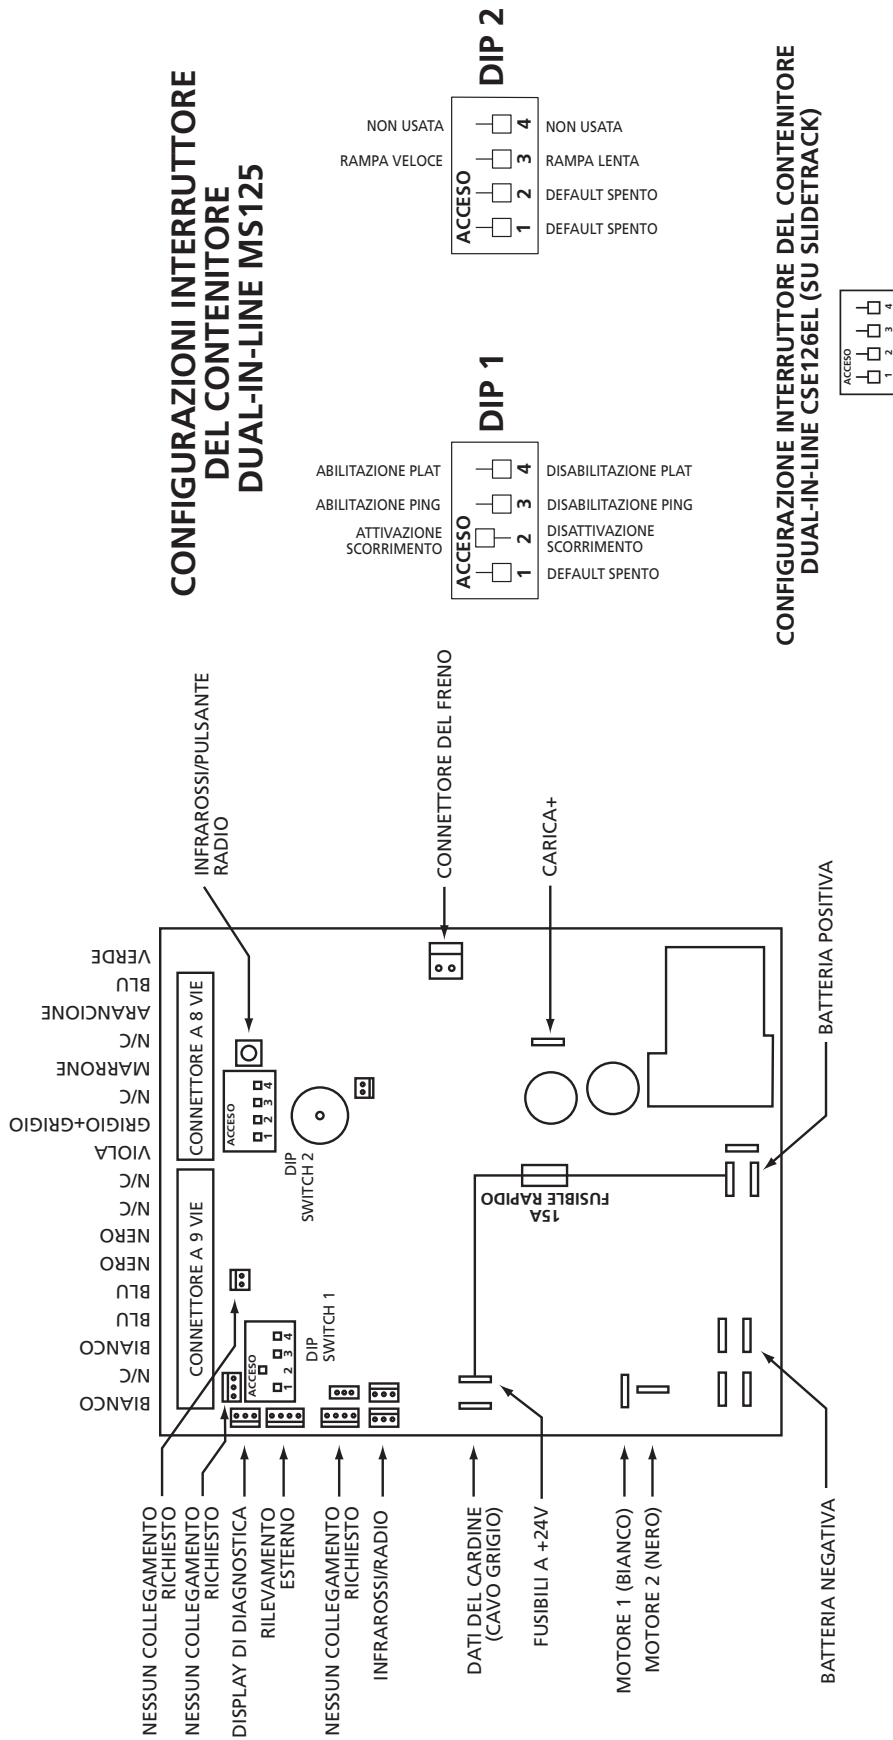 CONFIGURAZIONI INTERRUTTORE
DEL CONTENITORE
DUAL-IN-LINE MS125
DIP 1
ACCESO
1 2 3 4
ABILITAZIONE PLAT
ABILITAZIONE PING
ATTIVAZIONE
SCORRIMENTO
DISABILITAZIONE PLAT
DISABILITAZIONE PING
DISATTIVAZIONE
SCORRIMENTO
DEFAULT SPENTO
DIP 2
ACCESO
1 2 3 4
NON USATA
RAMPA VELOCE
NON USATA
RAMPA LENTA
DEFAULT SPENTO
DEFAULT SPENTO
CONFIGURAZIONE INTERRUTTORE DEL CONTENITORE
DUAL-IN-LINE CSE126EL (SU SLIDETRACK)
ACCESO
1 2 3 4
BIANCO
N/C
BIANCO
BLU
BLU
NERO
NERO
N/C
N/C
VIOLA
GRIGIO+GRIGIO
N/C
MARRONE
N/C
ARANCIONE
BLU
VERDE
CONNETTORE A 9 VIE
CONNETTORE A 8 VIE
ACCESO
1 2 3 4
DIP
SWITCH 1
ACCESO
1 2 3 4
DIP
SWITCH 2
15A
FUSIBILE RAPIDO
INFRAROSSI/PULSANTE
RADIO
CONNETTORE DEL FRENO
CARICA+
BATTERIA POSITIVA
NESSUN COLLEGAMENTO
RICHIESTO
NESSUN COLLEGAMENTO
RICHIESTO
DISPLAY DI DIAGNOSTICA
RILEVAMENTO
ESTERNO
NESSUN COLLEGAMENTO
RICHIESTO
INFRAROSSI/RADIO
DATI DEL CARDINE
(CAVO GRIGIO)
FUSIBILI A +24V
MOTORE 1 (BIANCO)
MOTORE 2 (NERO)
BATTERIA NEGATIVA